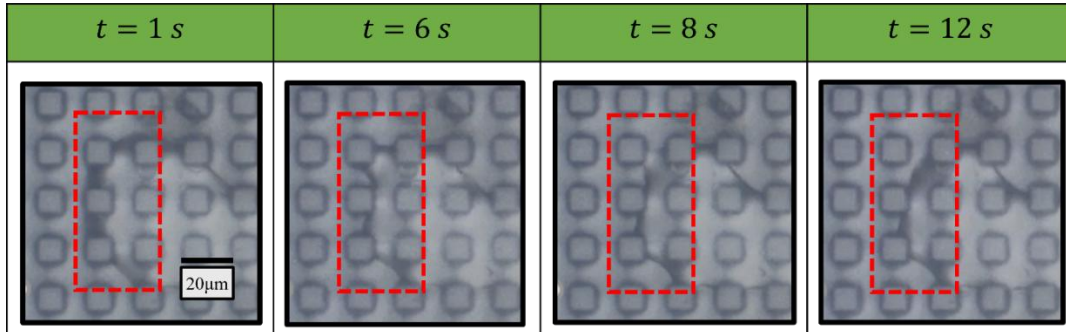 t = 1 s
t = 6 s
t = 8 s
t = 12 s
20μm